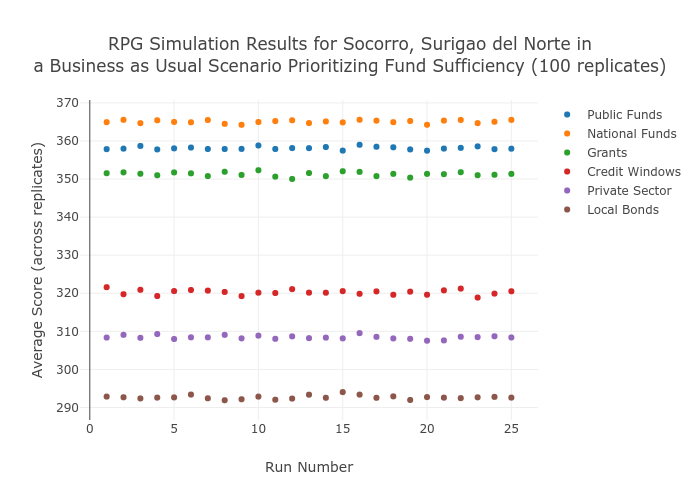 RPG Simulation Results for Socorro, Surigao del Norte in
a Business as Usual Scenario Prioritizing Fund Sufficiency (100 replicates)
370
360
350
340
330
320
310
300
290
Average Score (across replicates)
0
5
10
15
20
25
Run Number
Public Funds
National Funds
Grants
Credit Windows
Private Sector
Local Bonds